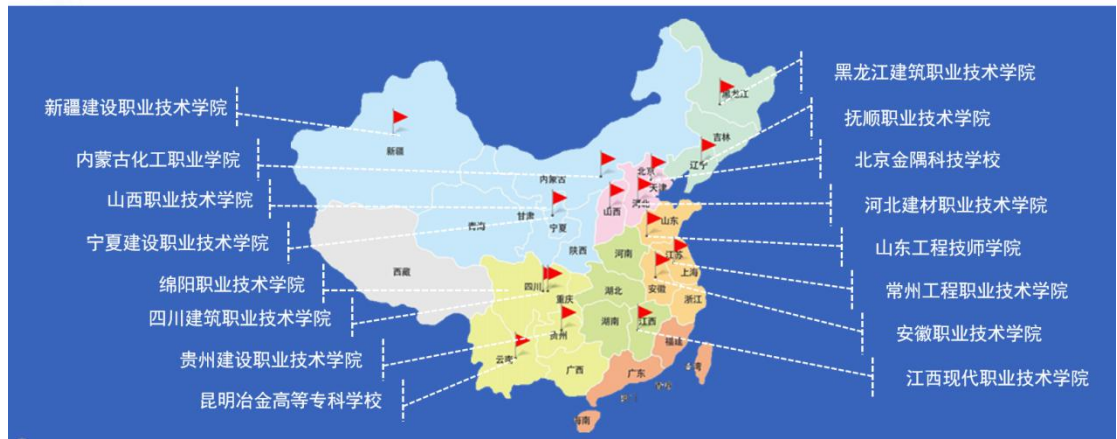 新疆建设职业技术学院
内蒙古化工职业学院
山西职业技术学院
宁夏建设职业技术学院
绵阳职业技术学院
四川建筑职业技术学院
贵州建设职业技术学院
昆明冶金高等专科学校
黑龙江
吉林
辽宁
新疆
内蒙古
北京
天津
河北
山西
甘肃
宁夏
青海
陕西
山东
河南
江苏
西藏
四川
重庆
湖北
安徽
上海
浙江
湖南
江西
贵州
云南
福建
广西
广东
台湾
海南
黑龙江建筑职业技术学院
抚顺职业技术学院
北京金隅科技学校
河北建材职业技术学院
山东工程技师学院
常州工程职业技术学院
安徽职业技术学院
江西现代职业技术学院